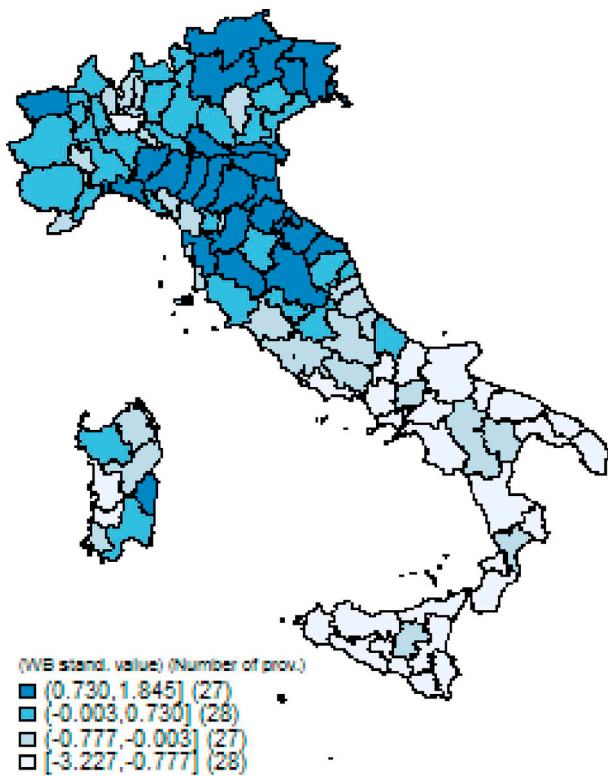 (WB stand. value) (Number of prov.)
(0.730,1.845] (27)
(-0.003,0.730] (28)
(-0.777,-0.003] (27)
[-3.227,-0.777] (28)